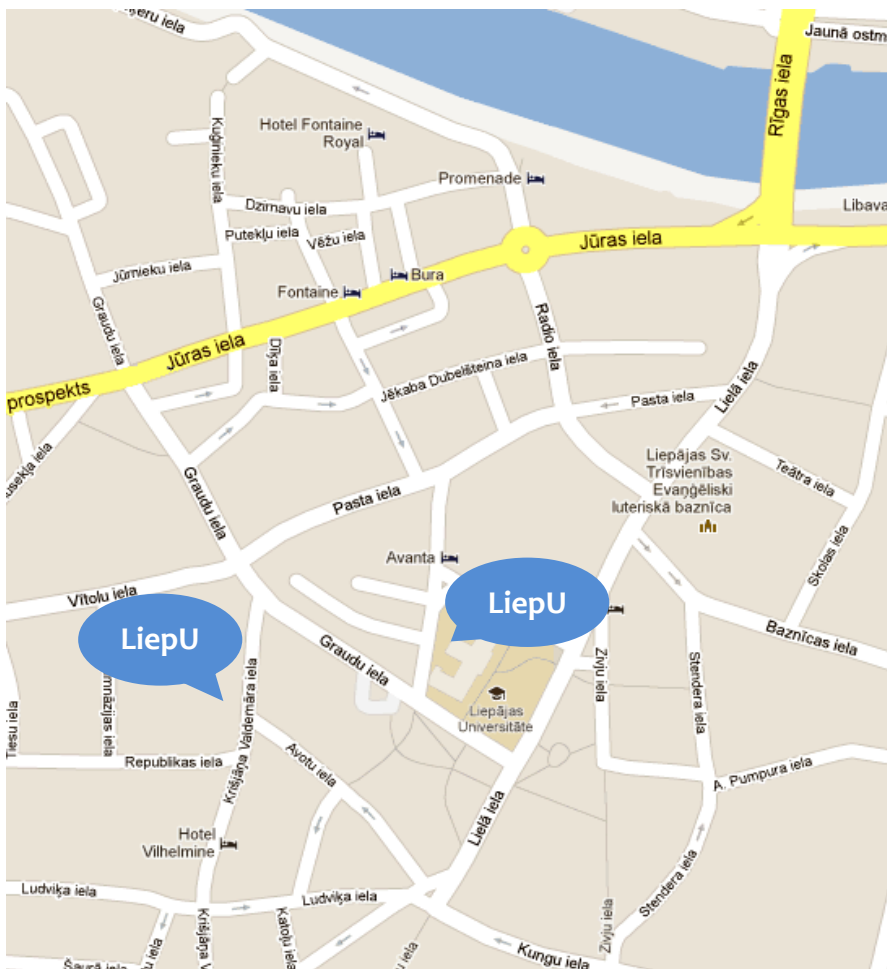 Jaunā ostm
Rīgas iela
Hotel Fontaine
Royal
Kuģinieku iela
Promenade
Libava
Dzirnavu iela
Putekļu iela
Vēžu iela
Jūras iela
Jūrnieku iela
Bura
Fontaine
Graudu iela
Radio iela
Jūras iela
Dīķa iela
Jēkaba Dubelšteina iela
prospekts
Pasta iela
Lielā iela
Liepājas Sv.
Trīsvienības
Evaņģēliski
luteriskā baznīca
Teātra iela
Graudu iela
Pasta iela
Skolas iela
Avanta
Vītolu iela
LiepU
LiepU
Baznīcas iela
Graudu iela
Zivju iela
Stendera iela
Krišjāņa Valdemāra iela
Liepājas
Universitāte
Tiesu iela
mnāzijas iela
Republikas iela
Avotu iela
A. Pumpura iela
Lielā iela
Hotel
Vilhelmine
Ludviķa iela
Ludviķa iela
Katoļu iela
Krišjāņa V
Stendera iela
Zivju iela
Kungu iela
Šaurā iela